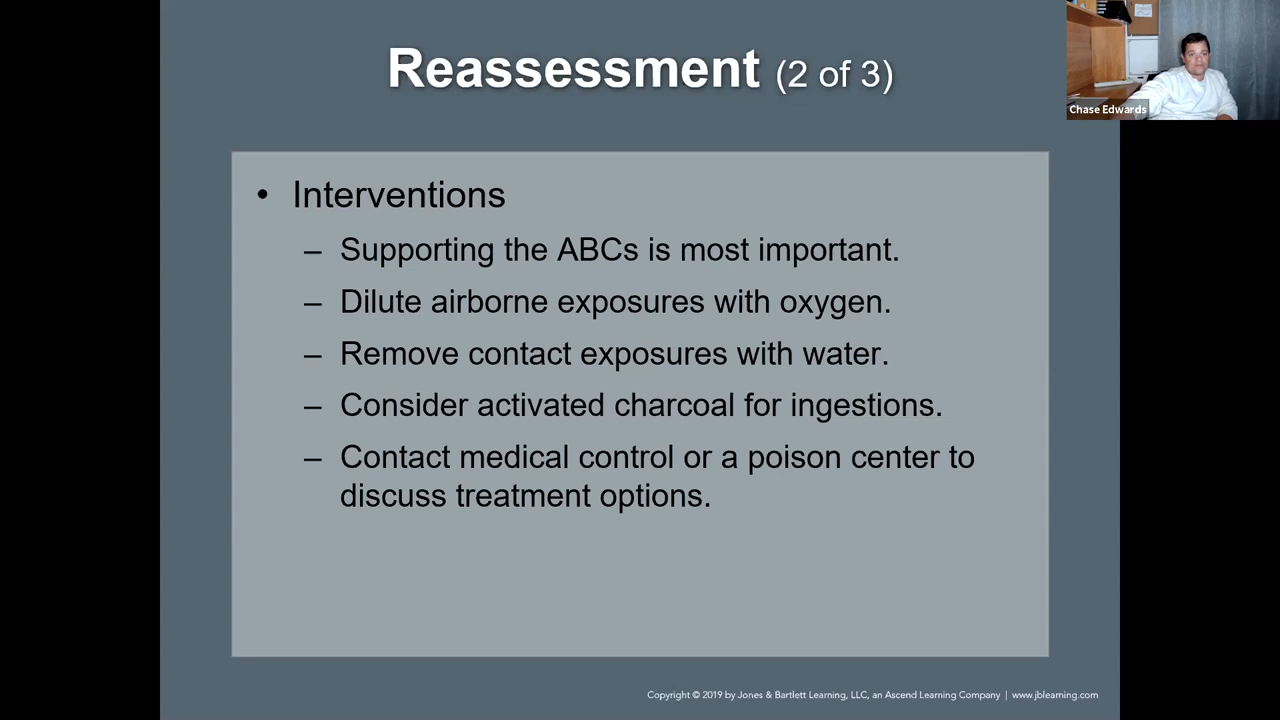 Reassessment (2 of 3)
Chase Edwards
• Interventions
– Supporting the ABCs is most important.
– Dilute airborne exposures with oxygen.
– Remove contact exposures with water.
– Consider activated charcoal for ingestions.
– Contact medical control or a poison center to
discuss treatment options.
Copyright © 2019 by Jones & Bartlett Learning, LLC, an Ascend Learning Company | www.jblearning.com